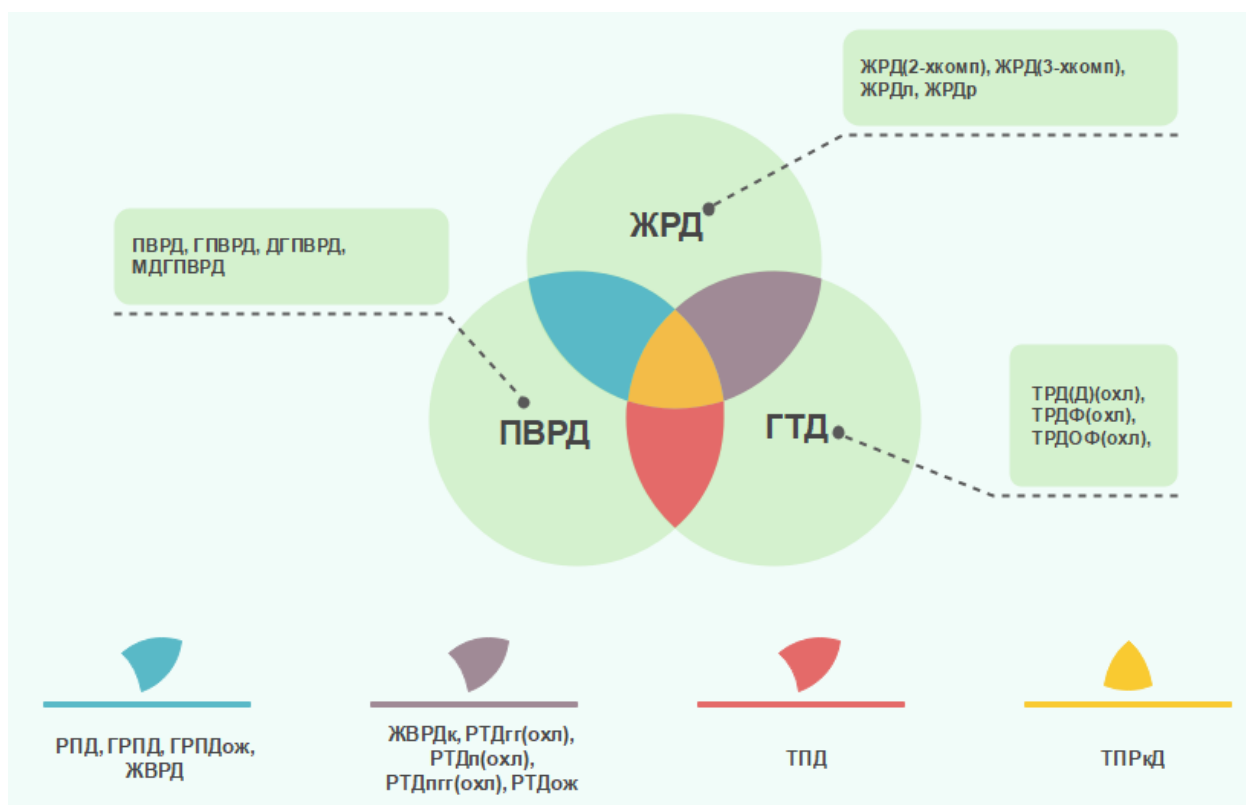 ЖРД(2-хкомп), ЖРД(3-хкомп),
ЖРДл, ЖРДр
ЖРД
ПВРД, ГПВРД, ДГПВРД,
МДГПВРД
ТРД(Д)(охл),
ТРДФ(охл),
ТРДОФ(охл),
ПВРД
ГТД
РПД, ГРПД, ГРПДож,
ЖВРД
ЖВРДк, РТДгг(охл),
РТДп(охл),
РТДпгг(охл), РТДож
ТПД
ТПРкД